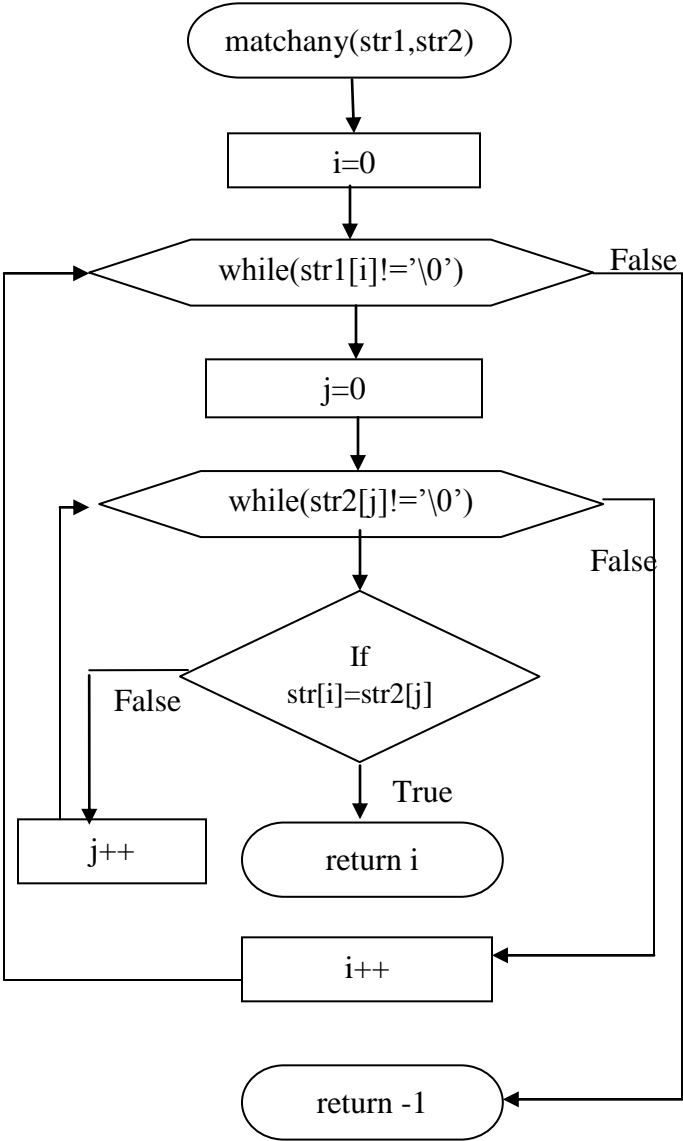 matchany(str1,str2)
i=0
while(str1[i]!=’\0’)
False
j=0
while(str2[j]!=’\0’)
False
If
str[i]=str2[j]
False
True
j++
return i
i++
return -1